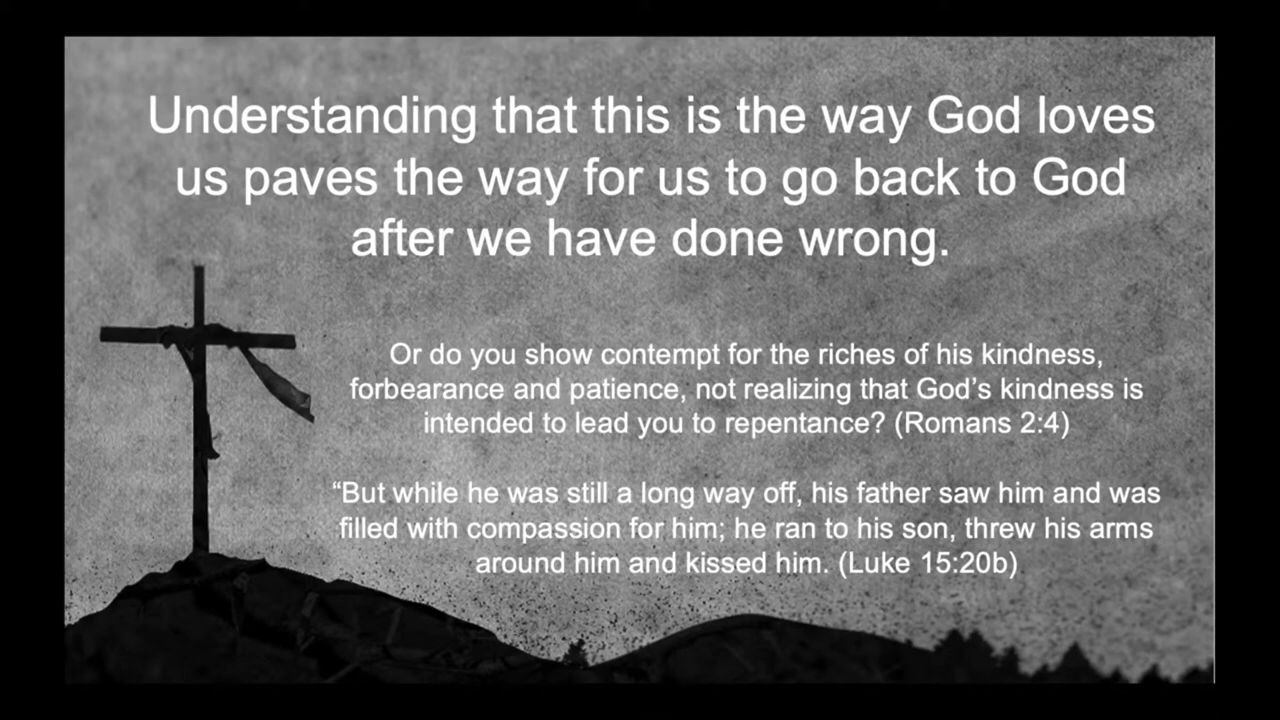 Understanding that this is the way God loves
us paves the way for us to go back to God
after we have done wrong.
Or do you show contempt for the riches of his kindness,
forbearance and patience, not realizing that God’s kindness is
intended to lead you to repentance? (Romans 2:4)
“But while he was still a long way off, his father saw him and was
filled with compassion for him; he ran to his son, threw his arms
around him and kissed him. (Luke 15:20b)